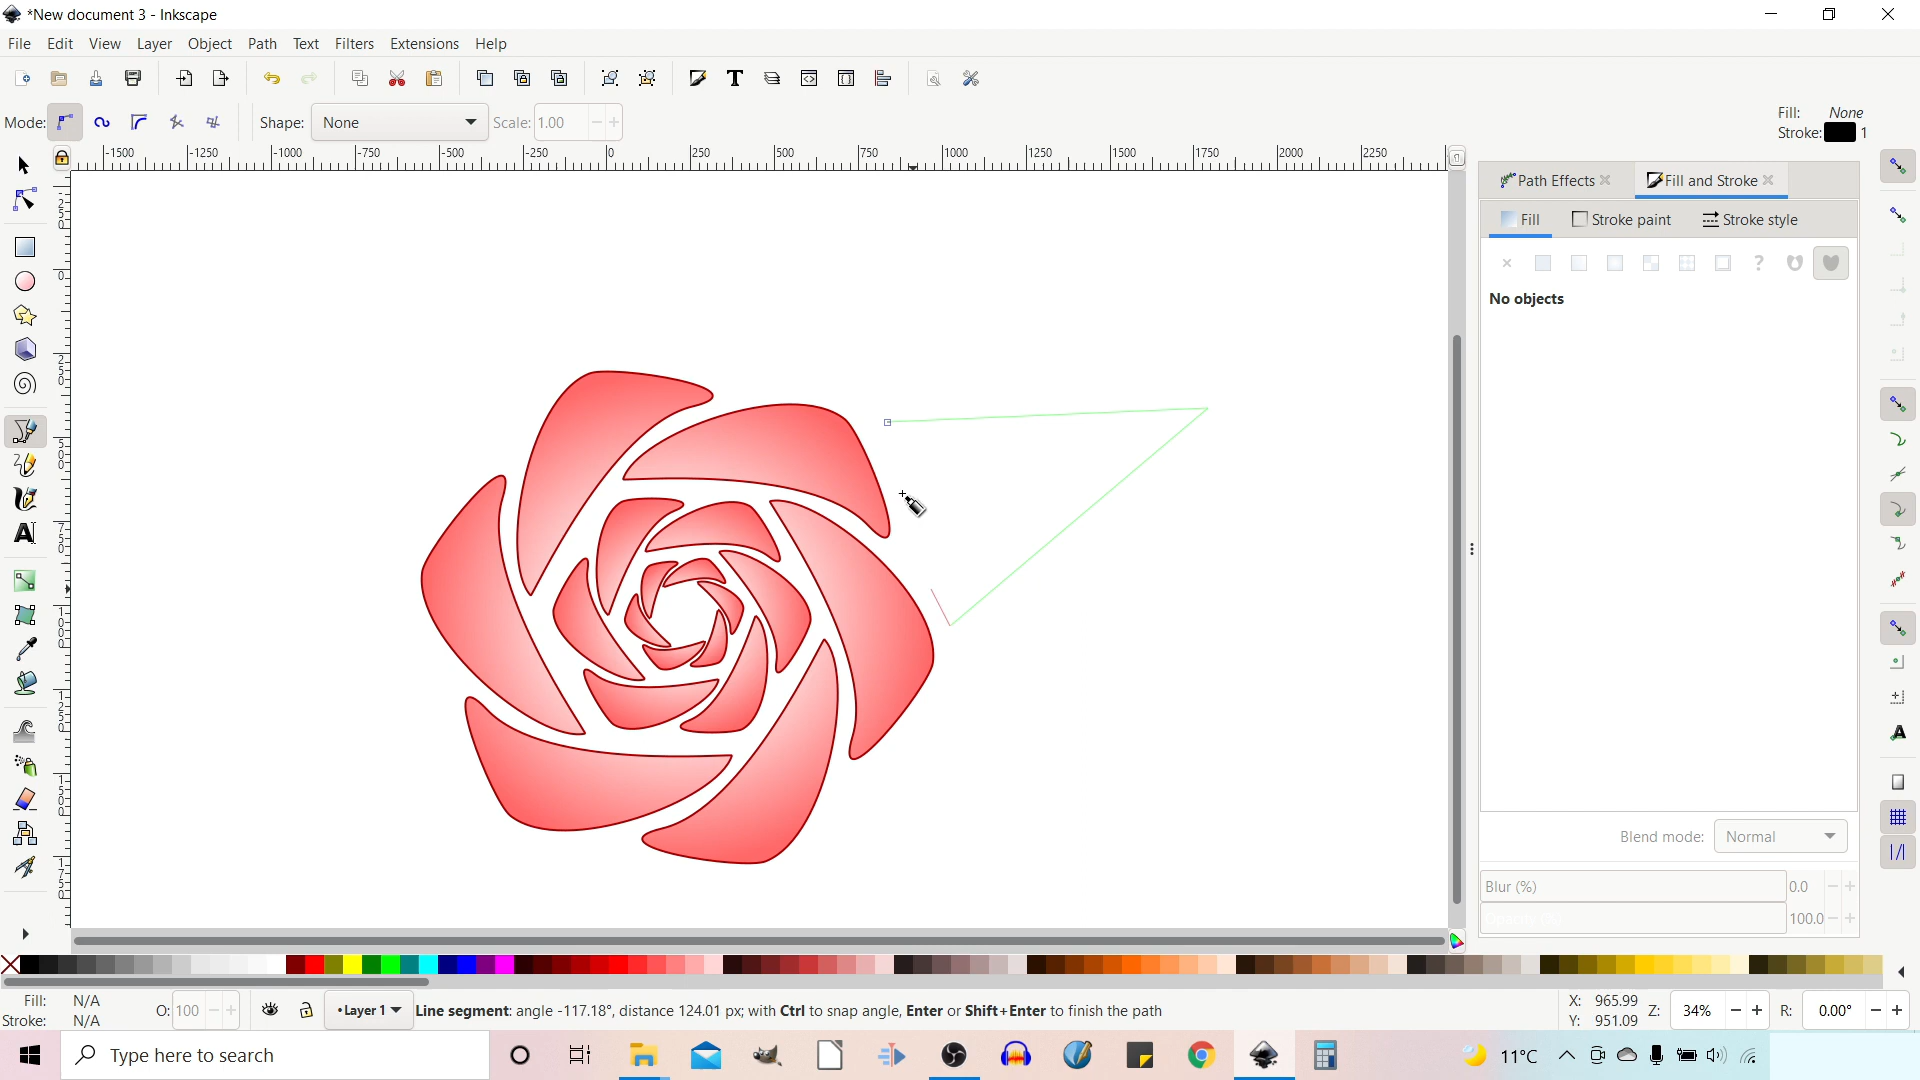 *New document 3 - Inkscape
File Edit View Layer Object Path Text Filters Extensions Help
Mode: Shape: None Scale: 1.00
Fill: None
Stroke: 1
-1500 -1250 -1000 -750 -500 -250 0 250 500 750 1000 1250 1500 1750 2000 2250
Path Effects Fill and Stroke
Fill Stroke paint Stroke style
No objects
Blend mode: Normal
Blur (%) 0.0
100.0
Fill: N/A
Stroke: N/A
O: 100
•Layer 1
Line segment: angle -117.18°, distance 124.01 px; with Ctrl to snap angle, Enter or Shift+Enter to finish the path
X: 965.99
Y: 951.09
Z: 34%
R: 0.00°
Type here to search
11°C